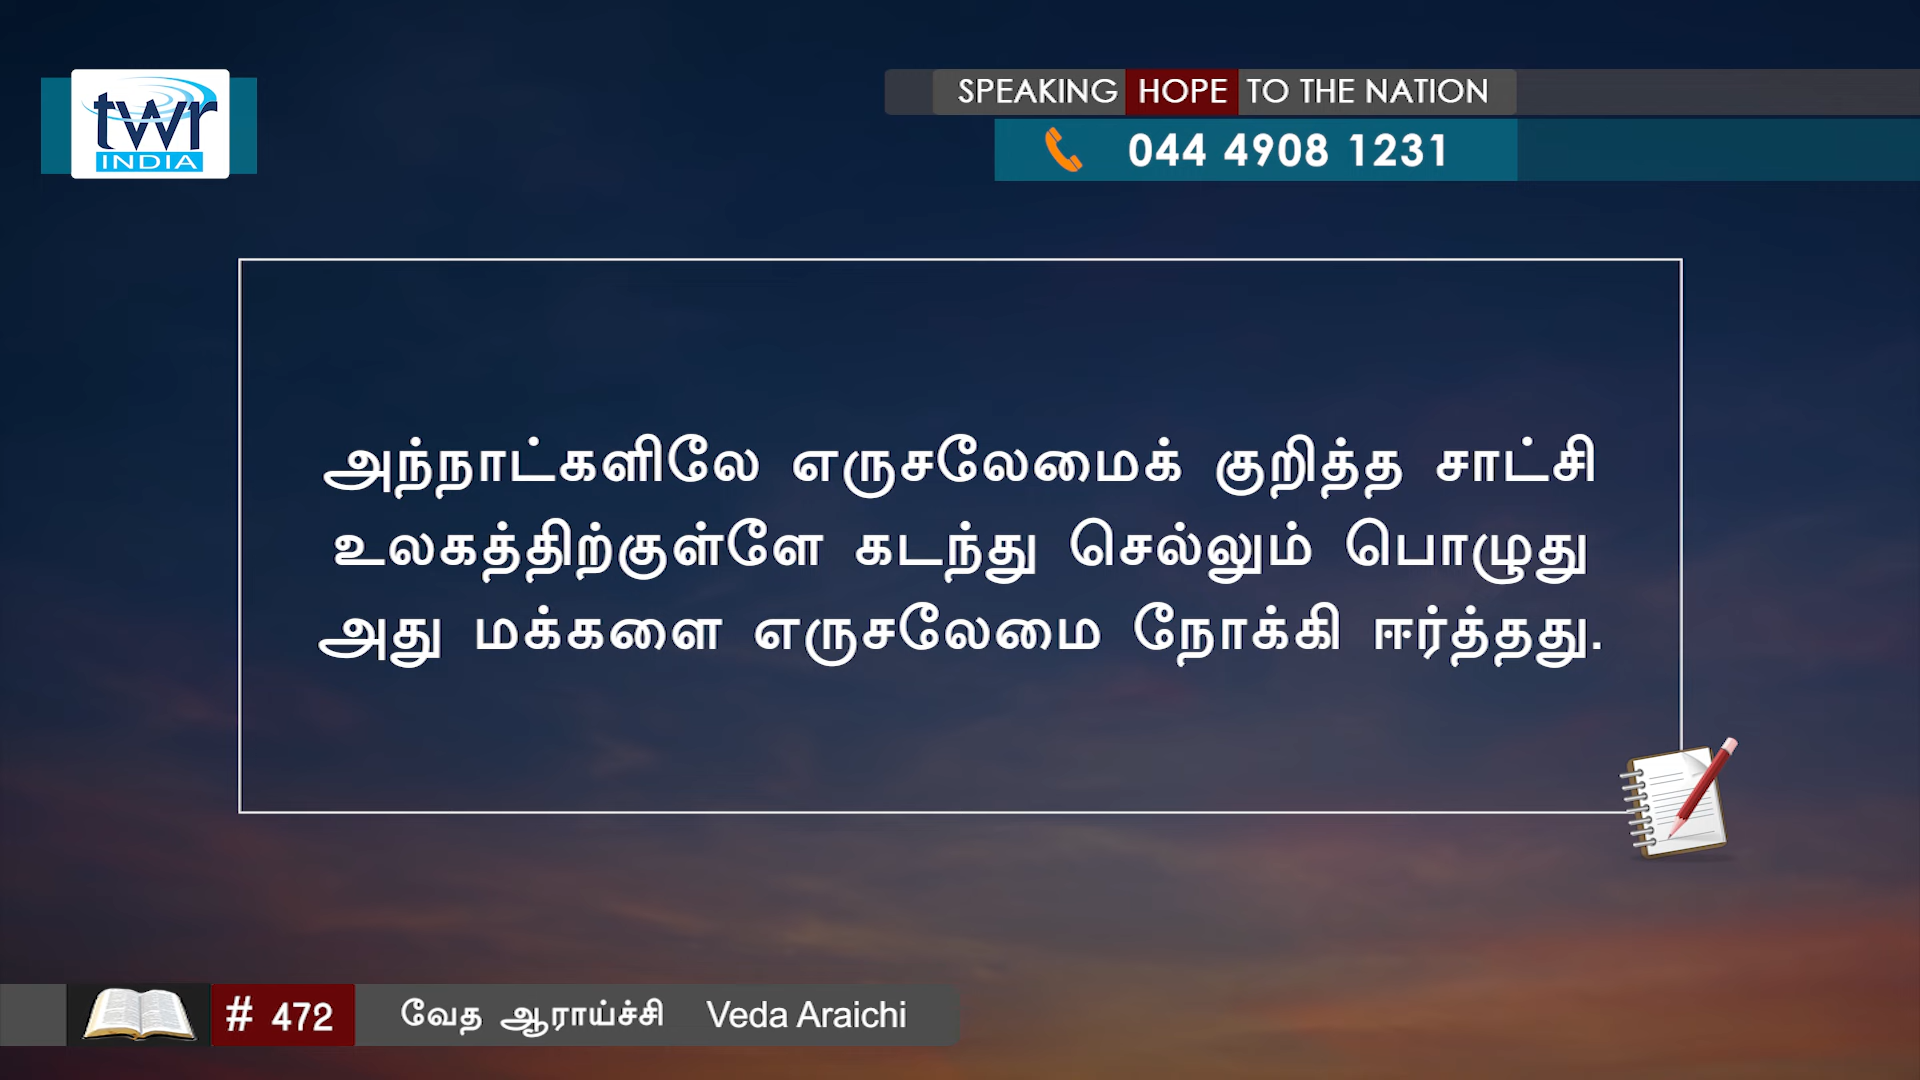 twr
INDIA
SPEAKING HOPE TO THE NATION
044 4908 1231
அந்நாட்களிலே எருசலேமைக் குறித்த சாட்சி
உலகத்திற்குள்ளே கடந்து செல்லும் பொழுது
அது மக்களை எருசலேமை நோக்கி ஈர்த்தது.
# 472 வேத ஆராய்ச்சி Veda Araichi